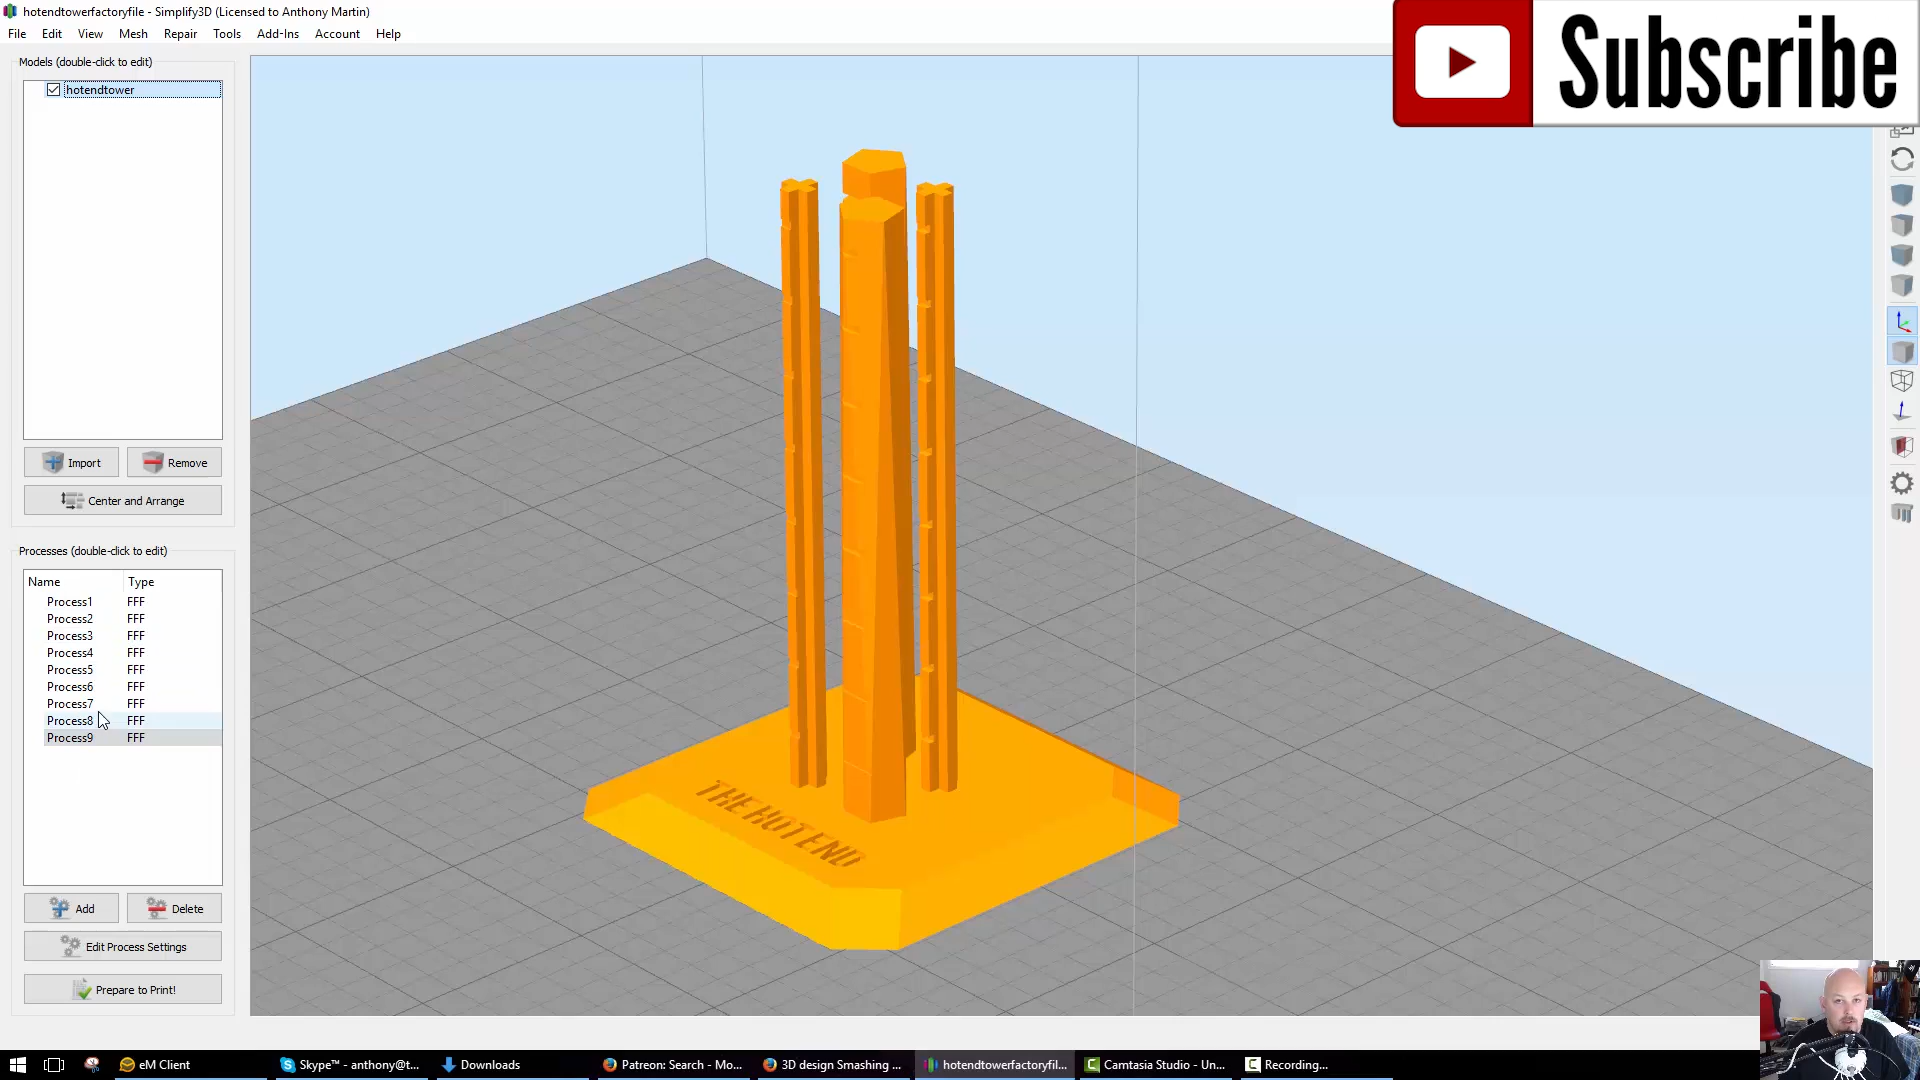 hotendtowerfactoryfile - Simplify3D (Licensed to Anthony Martin)
File Edit View Mesh Repair Tools Add-Ins Account Help
Subscribe
Models (double-click to edit)
hotendtower
Import Remove
Center and Arrange
Processes (double-click to edit)
Name Type
Process1 FFF
Process2 FFF
Process3 FFF
Process4 FFF
Process5 FFF
Process6 FFF
Process7 FFF
Process8 FFF
Process9 FFF
THE HOT END
Add Delete
Edit Process Settings
Prepare to Print!
eM Client Skype™ - anthony@t... Downloads Patreon: Search - Mo... 3D design Smashing ... hotendtowerfactoryfil... Camtasia Studio - Un... Recording...